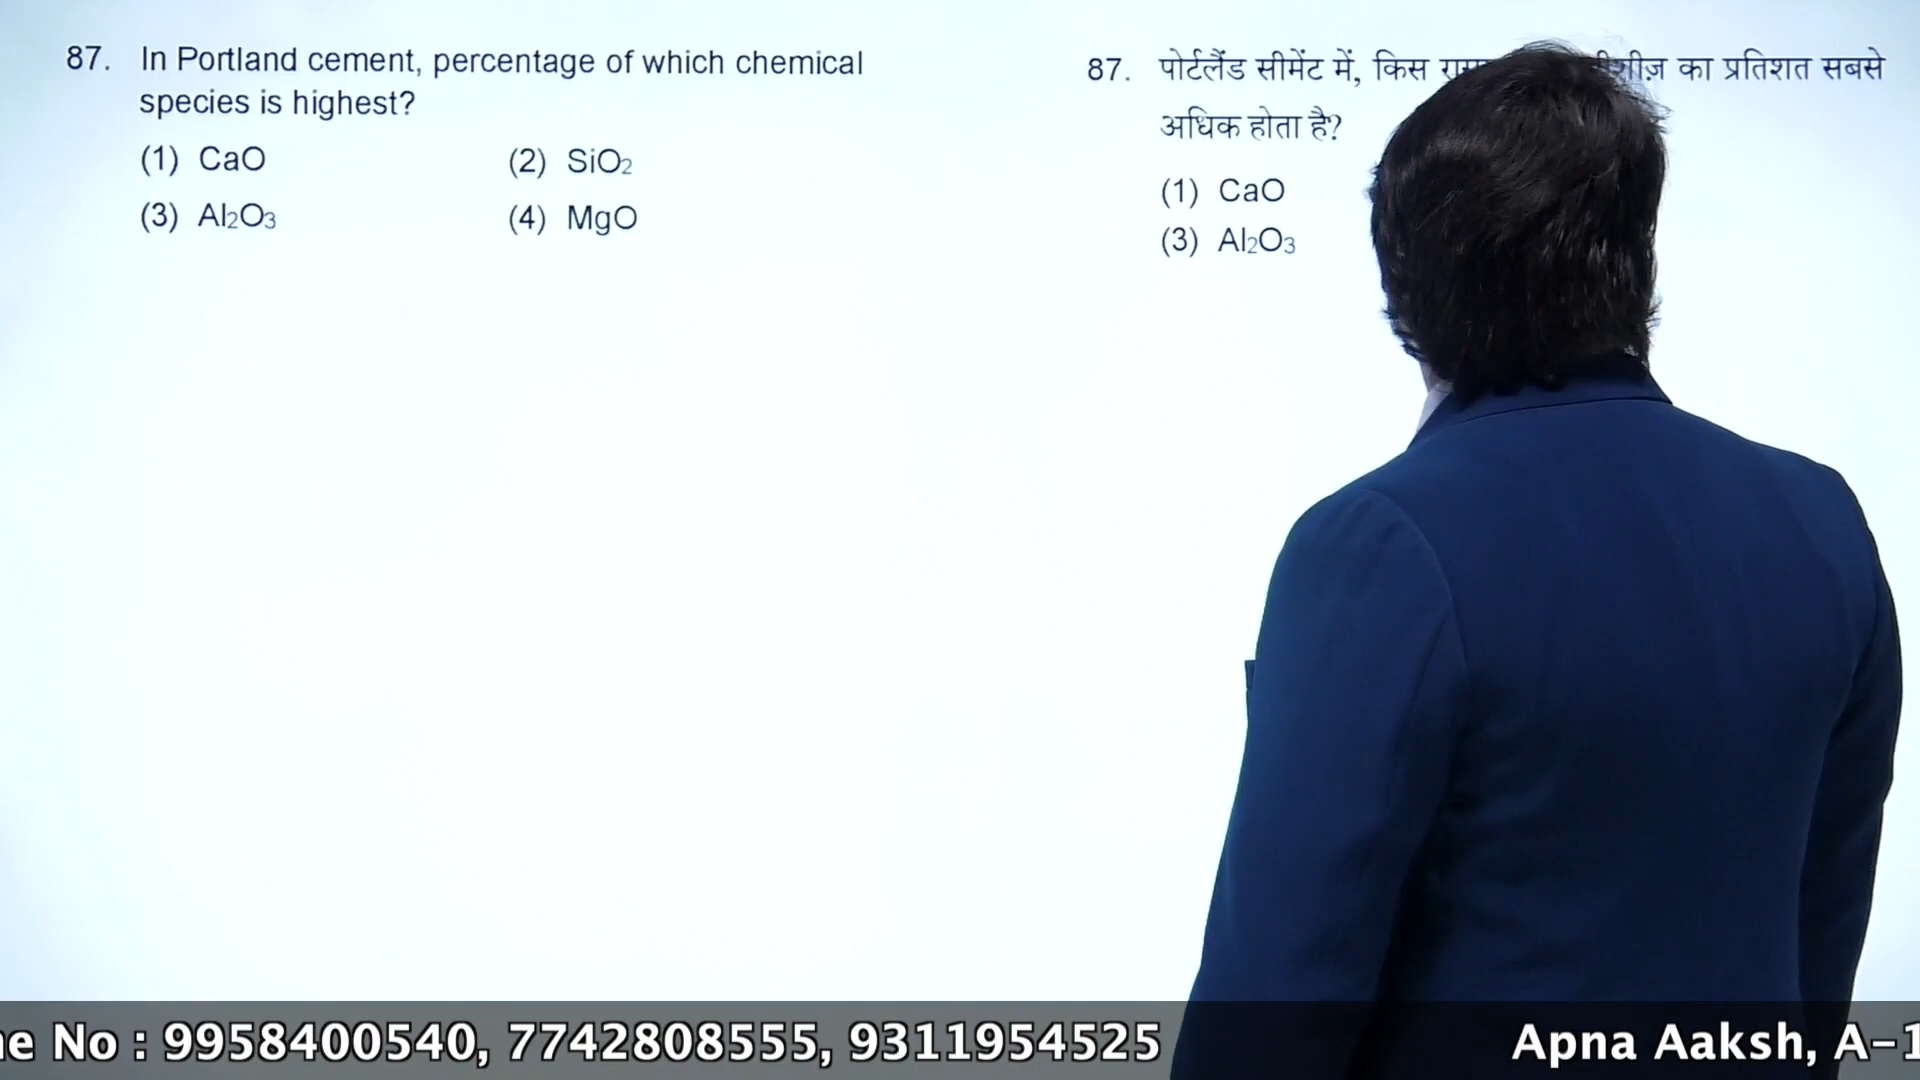 87. In Portland cement, percentage of which chemical
species is highest?
(1) CaO (2) SiO₂
(3) Al₂O₃ (4) MgO
87. पोर्टलैंड सीमेंट में, किस का प्रतिशत सबसे
अधिक होता है?
(1) CaO
(3) Al₂O₃
No : 9958400540, 7742808555, 9311954525
Apna Aaksh,